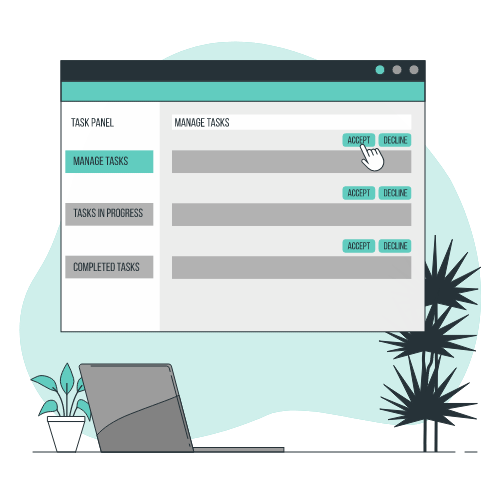 TASK PANEL
MANAGE TASKS
TASKS IN PROGRESS
COMPLETED TASKS
MANAGE TASKS
ACCEPT DECLINE
ACCEPT DECLINE
ACCEPT DECLINE